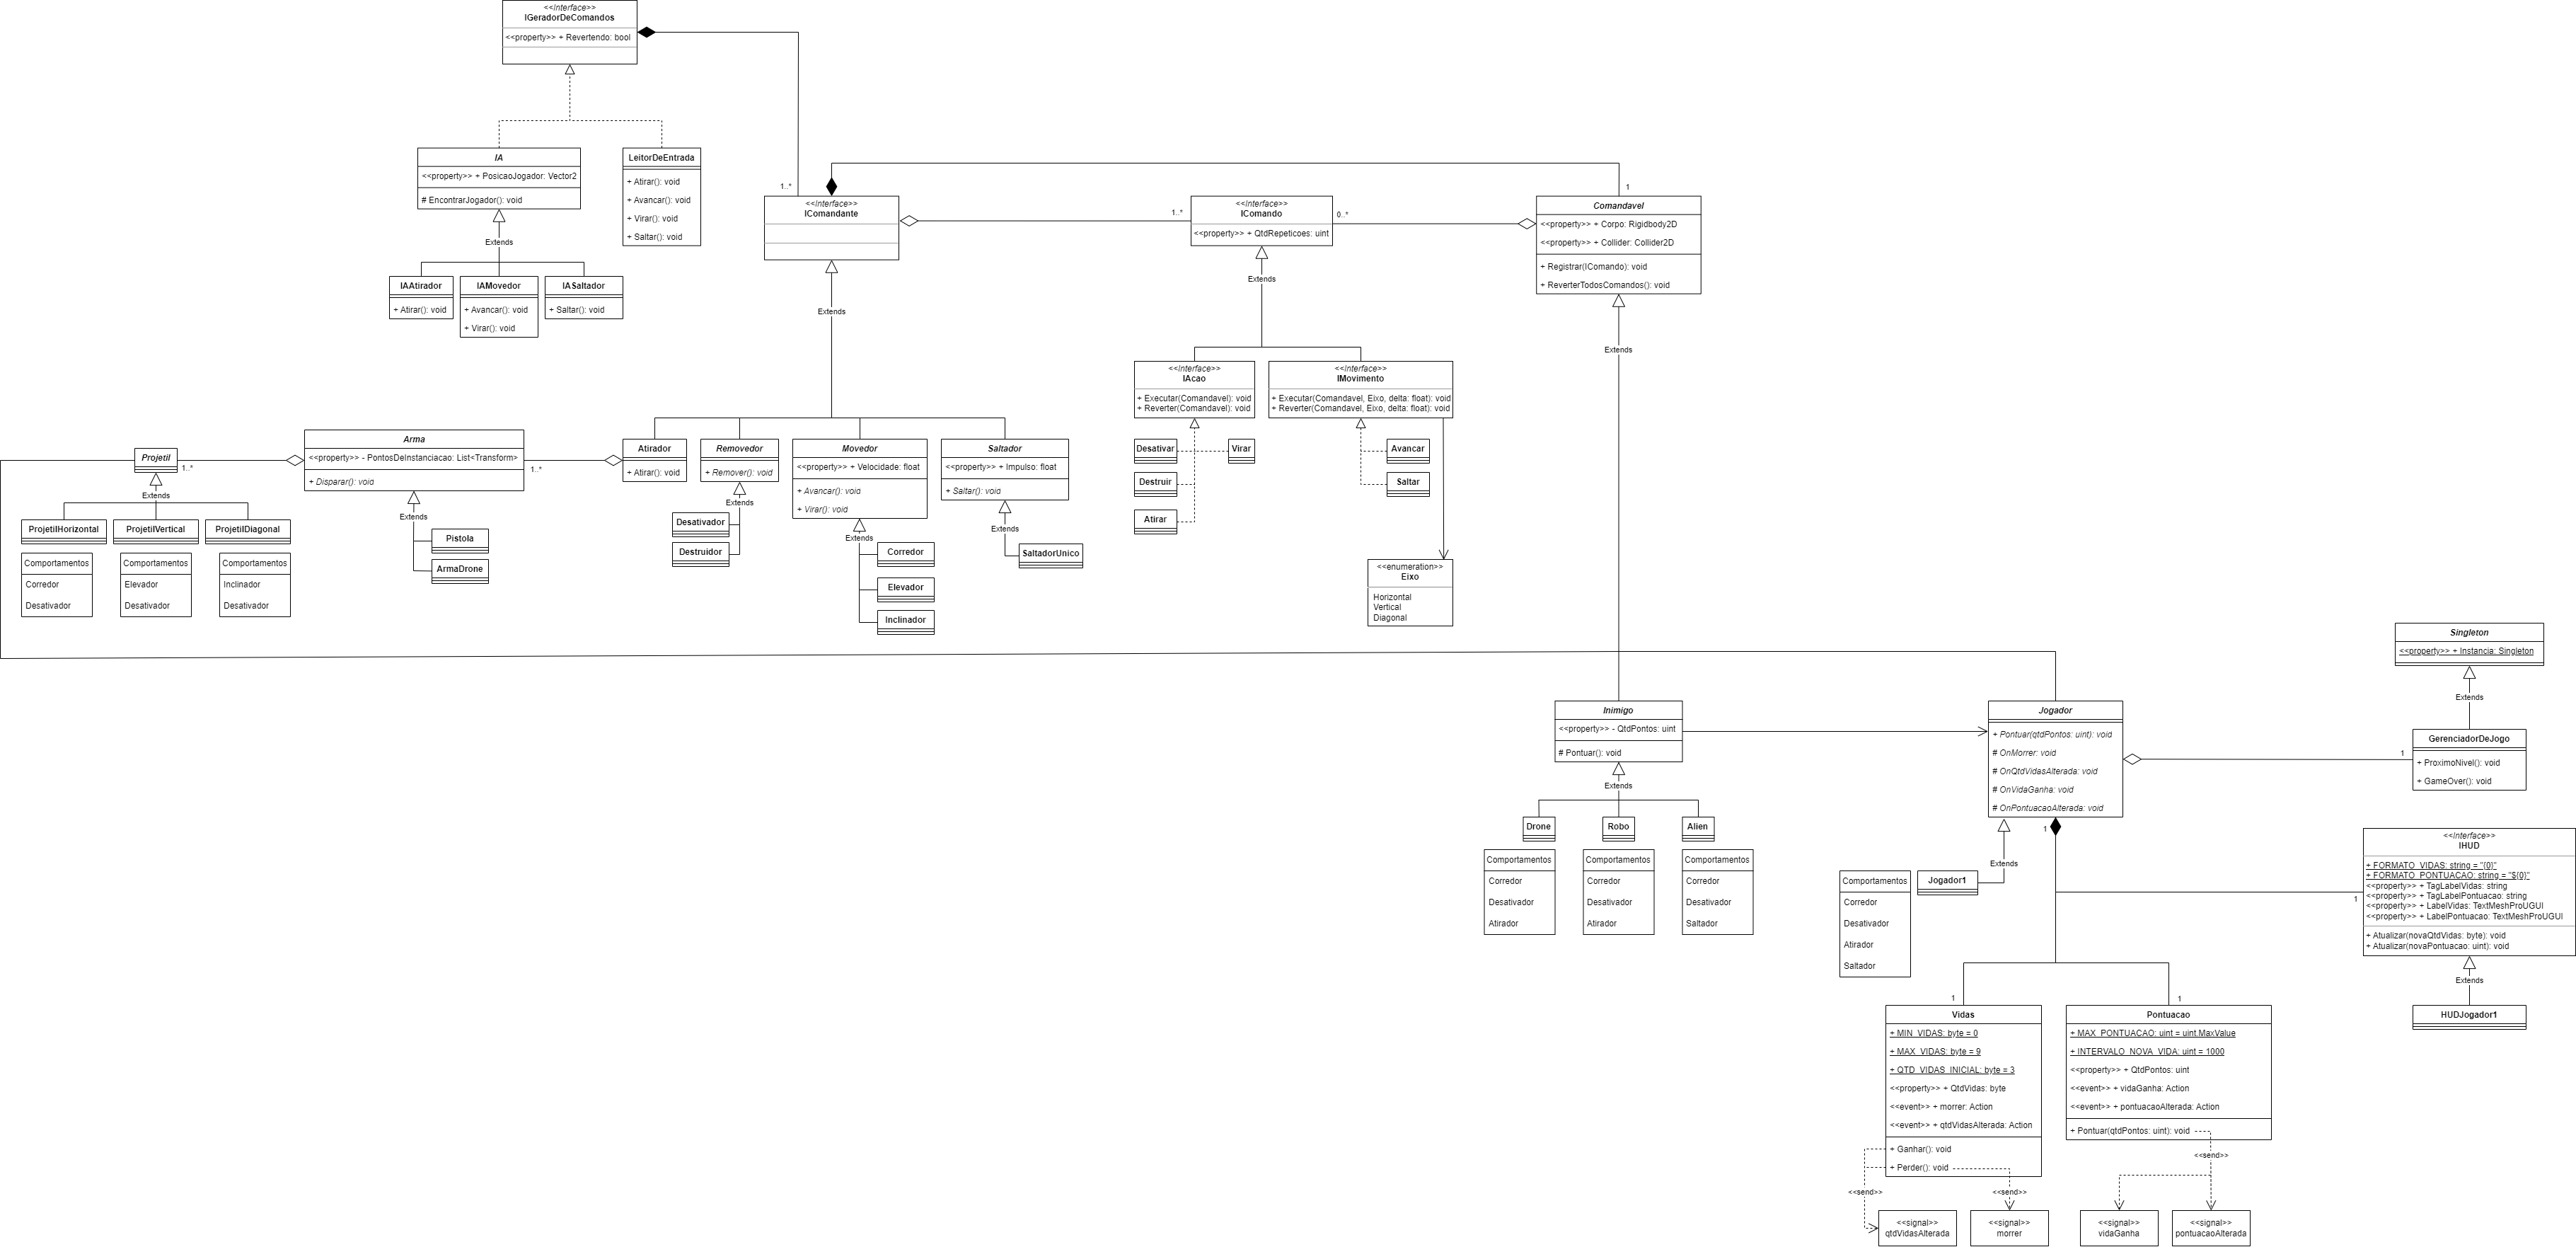 <<Interface>>
IGeradorDeComandos
<<property>> + Revertendo: bool
IA
<<property>> + PosicaoJogador: Vector2
# EncontrarJogador(): void
Extends
LeitorDeEntrada
+ Atirar(): void
+ Avancar(): void
+ Virar(): void
+ Saltar(): void
IAAtirador
+ Atirar(): void
IAMovedor
+ Avancar(): void
+ Virar(): void
IASaltador
+ Saltar(): void
1..*
<<Interface>>
IComandante
Extends
1..*
<<Interface>>
IComando
<<property>> + QtdRepeticoes: uint
Extends
0..*
1
Comandavel
<<property>> + Corpo: Rigidbody2D
<<property>> + Collider: Collider2D
+ Registrar(IComando): void
+ ReverterTodosComandos(): void
Extends
<<Interface>>
IAcao
+ Executar(Comandavel): void
+ Reverter(Comandavel): void
<<Interface>>
IMovimento
+ Executar(Comandavel, Eixo, delta: float): void
+ Reverter(Comandavel, Eixo, delta: float): void
Desativar
Virar
Destruir
Atirar
Avancar
Saltar
<<enumeration>>
Eixo
Horizontal
Vertical
Diagonal
Projetil
1..*
Extends
ProjetilHorizontal
ProjetilVertical
ProjetilDiagonal
Comportamentos
Corredor
Desativador
Comportamentos
Elevador
Desativador
Comportamentos
Inclinador
Desativador
Arma
<<property>> - PontosDeInstanciacao: List<Transform>
+ Disparar(): void
Extends
1..*
Pistola
ArmaDrone
Atirador
+ Atirar(): void
Removedor
+ Remover(): void
Extends
Desativador
Destruidor
Movedor
<<property>> + Velocidade: float
+ Avancar(): void
+ Virar(): void
Extends
Corredor
Elevador
Inclinador
Saltador
<<property>> + Impulso: float
+ Saltar(): void
Extends
SaltadorUnico
Inimigo
<<property>> - QtdPontos: uint
# Pontuar(): void
Extends
Drone
Robo
Alien
Comportamentos
Corredor
Desativador
Atirador
Comportamentos
Corredor
Desativador
Atirador
Comportamentos
Corredor
Desativador
Saltador
Jogador
+ Pontuar(qtdPontos: uint): void
# OnMorrer: void
# OnQtdVidasAlterada: void
# OnVidaGanha: void
# OnPontuacaoAlterada: void
1
Extends
Jogador1
Comportamentos
Corredor
Desativador
Atirador
Saltador
Singleton
<<property>> + Instancia: Singleton
Extends
1
GerenciadorDeJogo
+ ProximoNivel(): void
+ GameOver(): void
<<Interface>>
IHUD
+ FORMATO_VIDAS: string = "{0}"
+ FORMATO_PONTUACAO: string = "${0}"
<<property>> + TagLabelVidas: string
<<property>> + TagLabelPontuacao: string
<<property>> + LabelVidas: TextMeshProUGUI
<<property>> + LabelPontuacao: TextMeshProUGUI
+ Atualizar(novaQtdVidas: byte): void
+ Atualizar(novaPontuacao: uint): void
1
Extends
HUDJogador1
1
Vidas
+ MIN_VIDAS: byte = 0
+ MAX_VIDAS: byte = 9
+ QTD_VIDAS_INICIAL: byte = 3
<<property>> + QtdVidas: byte
<<event>> + morrer: Action
<<event>> + qtdVidasAlterada: Action
+ Ganhar(): void
+ Perder(): void
<<send>>
<<send>>
<<signal>>
qtdVidasAlterada
<<signal>>
morrer
1
Pontuacao
+ MAX_PONTUACAO: uint = uint.MaxValue
+ INTERVALO_NOVA_VIDA: uint = 1000
<<property>> + QtdPontos: uint
<<event>> + vidaGanha: Action
<<event>> + pontuacaoAlterada: Action
+ Pontuar(qtdPontos: uint): void
<<send>>
<<signal>>
vidaGanha
<<signal>>
pontuacaoAlterada